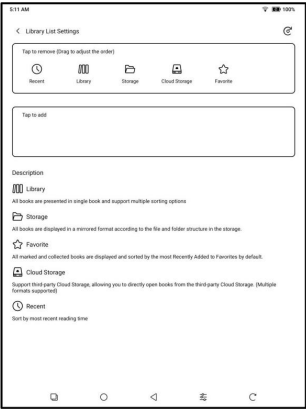 5:11 AM 100%
Library List Settings
Tap to remove (Drag to adjust the order)
Recent Library Storage Cloud Storage Favorite
Tap to add
Description
Library
All books are presented in single book and support multiple sorting options
Storage
All books are displayed in a mirrored format according to the file and folder structure in the storage.
Favorite
All marked and collected books are displayed and sorted by the most Recently Added to Favorites by default.
Cloud Storage
Support third-party Cloud Storage, allowing you to directly open books from the third-party Cloud Storage. (Multiple
formats supported)
Recent
Sort by most recent reading time